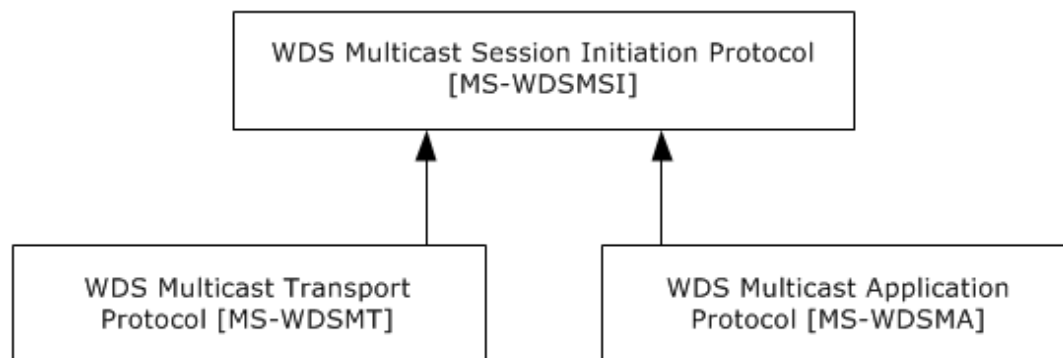 WDS Multicast Session Initiation Protocol
[MS-WDSMSI]
WDS Multicast Transport
Protocol [MS-WDSMT]
WDS Multicast Application
Protocol [MS-WDSMA]